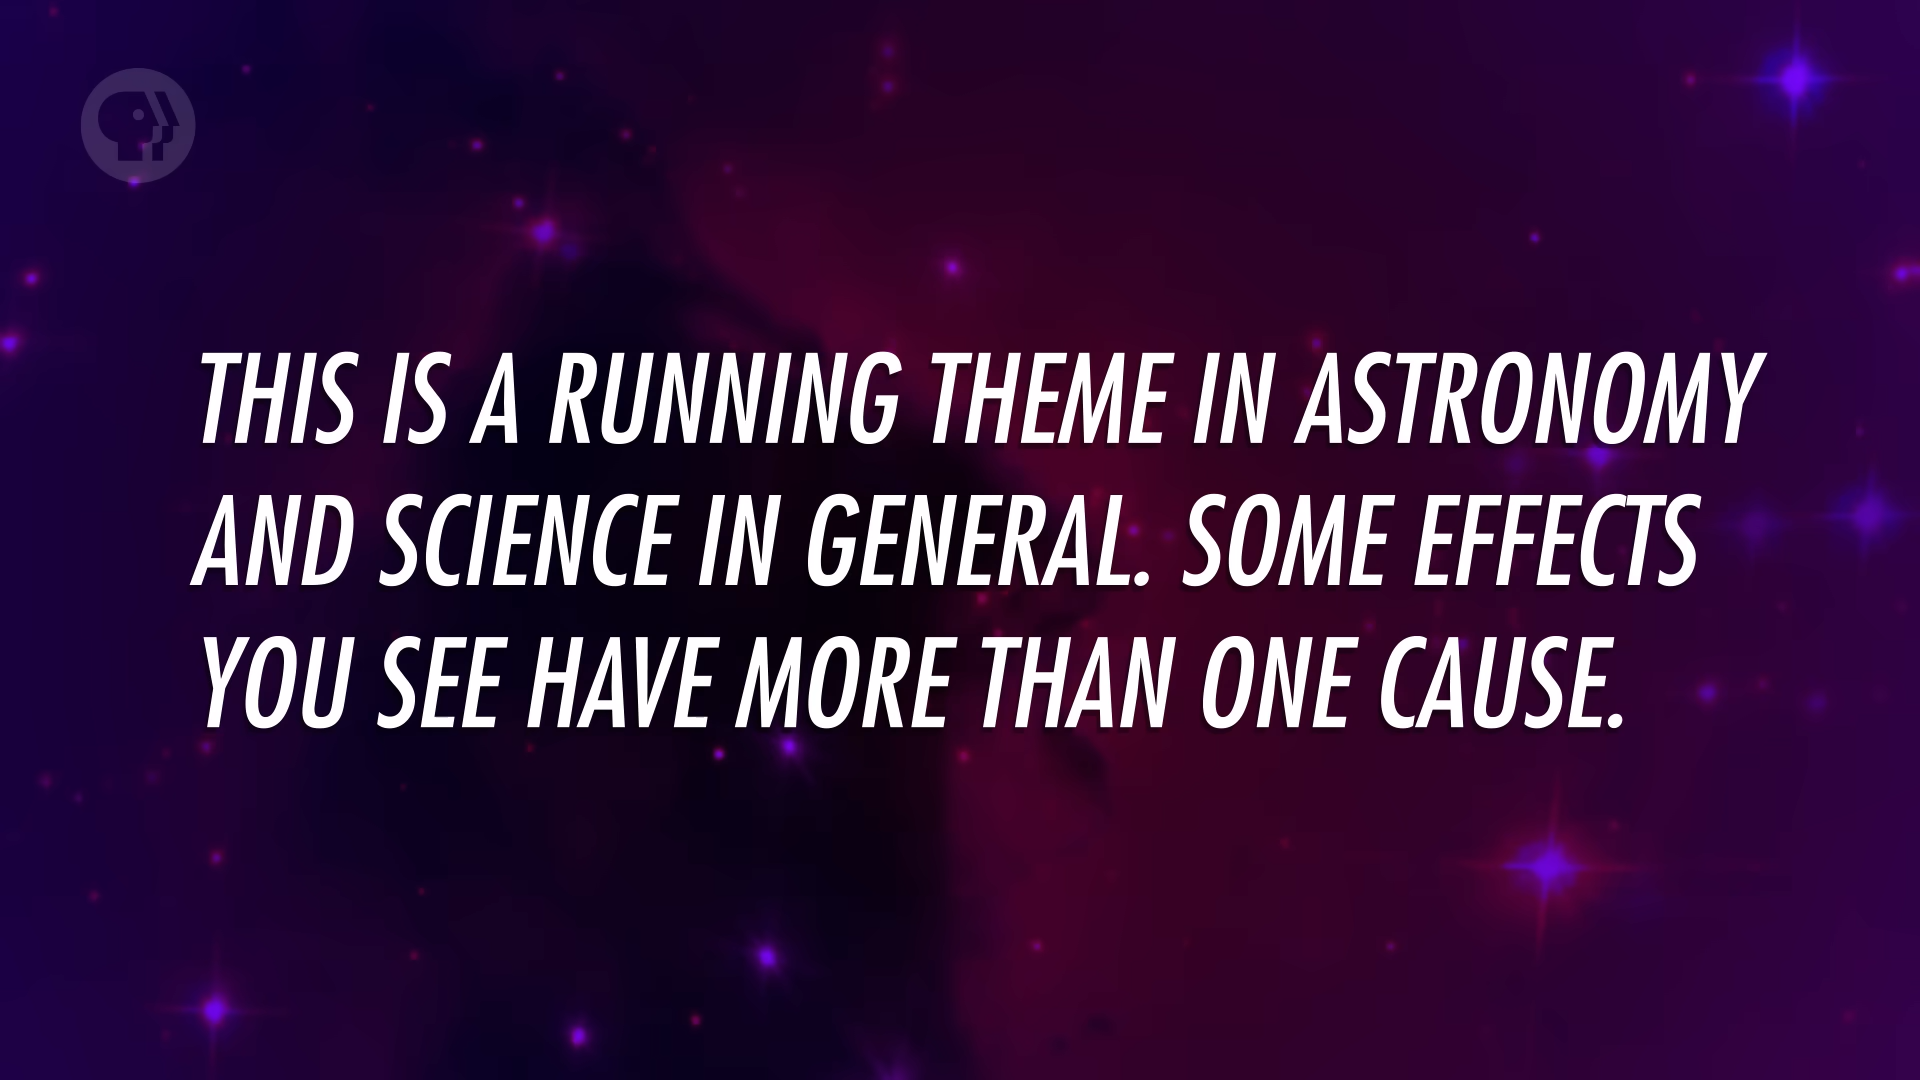 THIS IS A RUNNING THEME IN ASTRONOMY
AND SCIENCE IN GENERAL. SOME EFFECTS
YOU SEE HAVE MORE THAN ONE CAUSE.